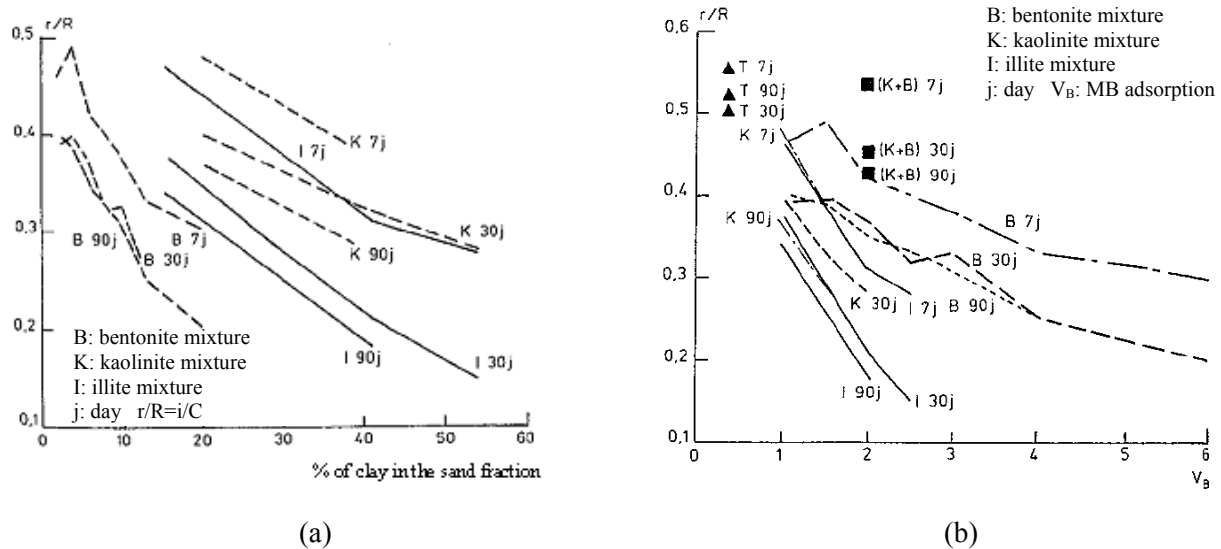 r/R
0,5
0,4
0,3
0,2
0,1
0
10
20
30
40
50
60
K 7j
I 7j
K 30j
K 90j
B 90j
B 7j
B 30j
I 90j
I 30j
B: bentonite mixture
K: kaolinite mixture
I: illite mixture
j: day r/R=i/C
% of clay in the sand fraction
(a)
r/R
B: bentonite mixture
K: kaolinite mixture
I: illite mixture
j: day VB: MB adsorption
0,6
0,5
0,4
0,3
0,2
0,1
T 7j
T 90j
T 30j
K 7j
(K+B) 7j
(K+B) 30j
(K+B) 90j
K 90j
B 7j
B 30j
K 30j
I 7j
B 90j
I 90j
I 30j
0
1
2
3
4
5
6
VB
(b)